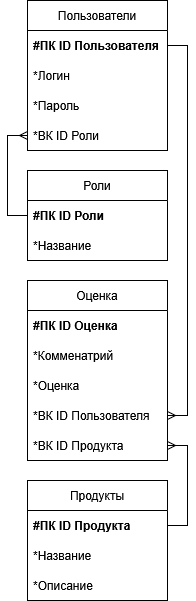 Пользователи
#ПК ID Пользователя
*Логин
*Пароль
*ВК ID Роли
Роли
#ПК ID Роли
*Название
Оценка
#ПК ID Оценка
*Комменатрий
*Оценка
*ВК ID Пользователя
*ВК ID Продукта
Продукты
#ПК ID Продукта
*Название
*Описание